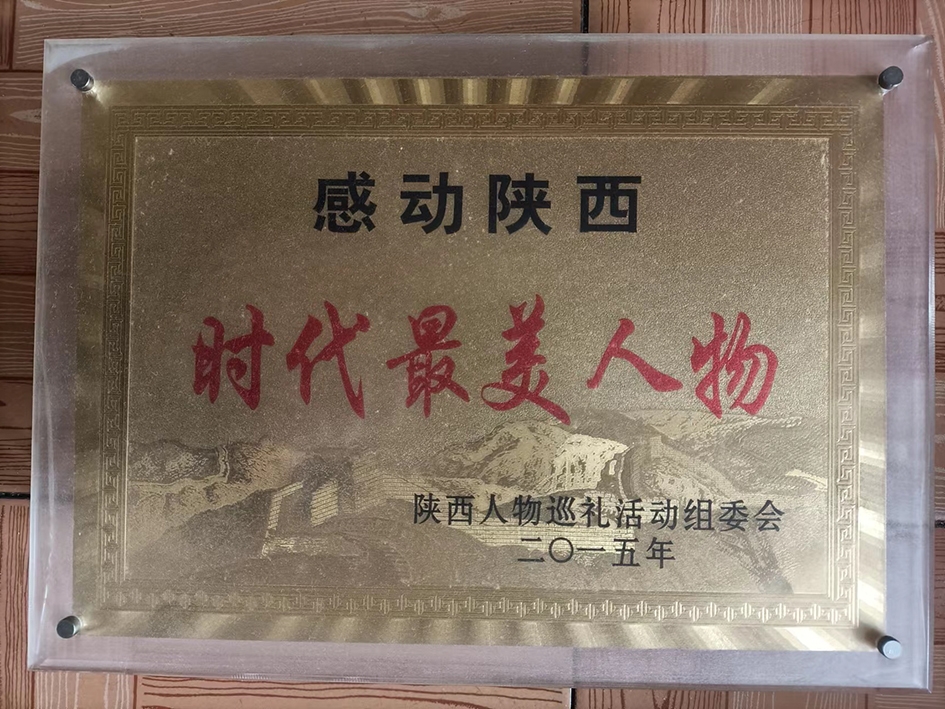 感动陕西
时代最美人物
陕西人物巡礼活动组委会
二〇一五年